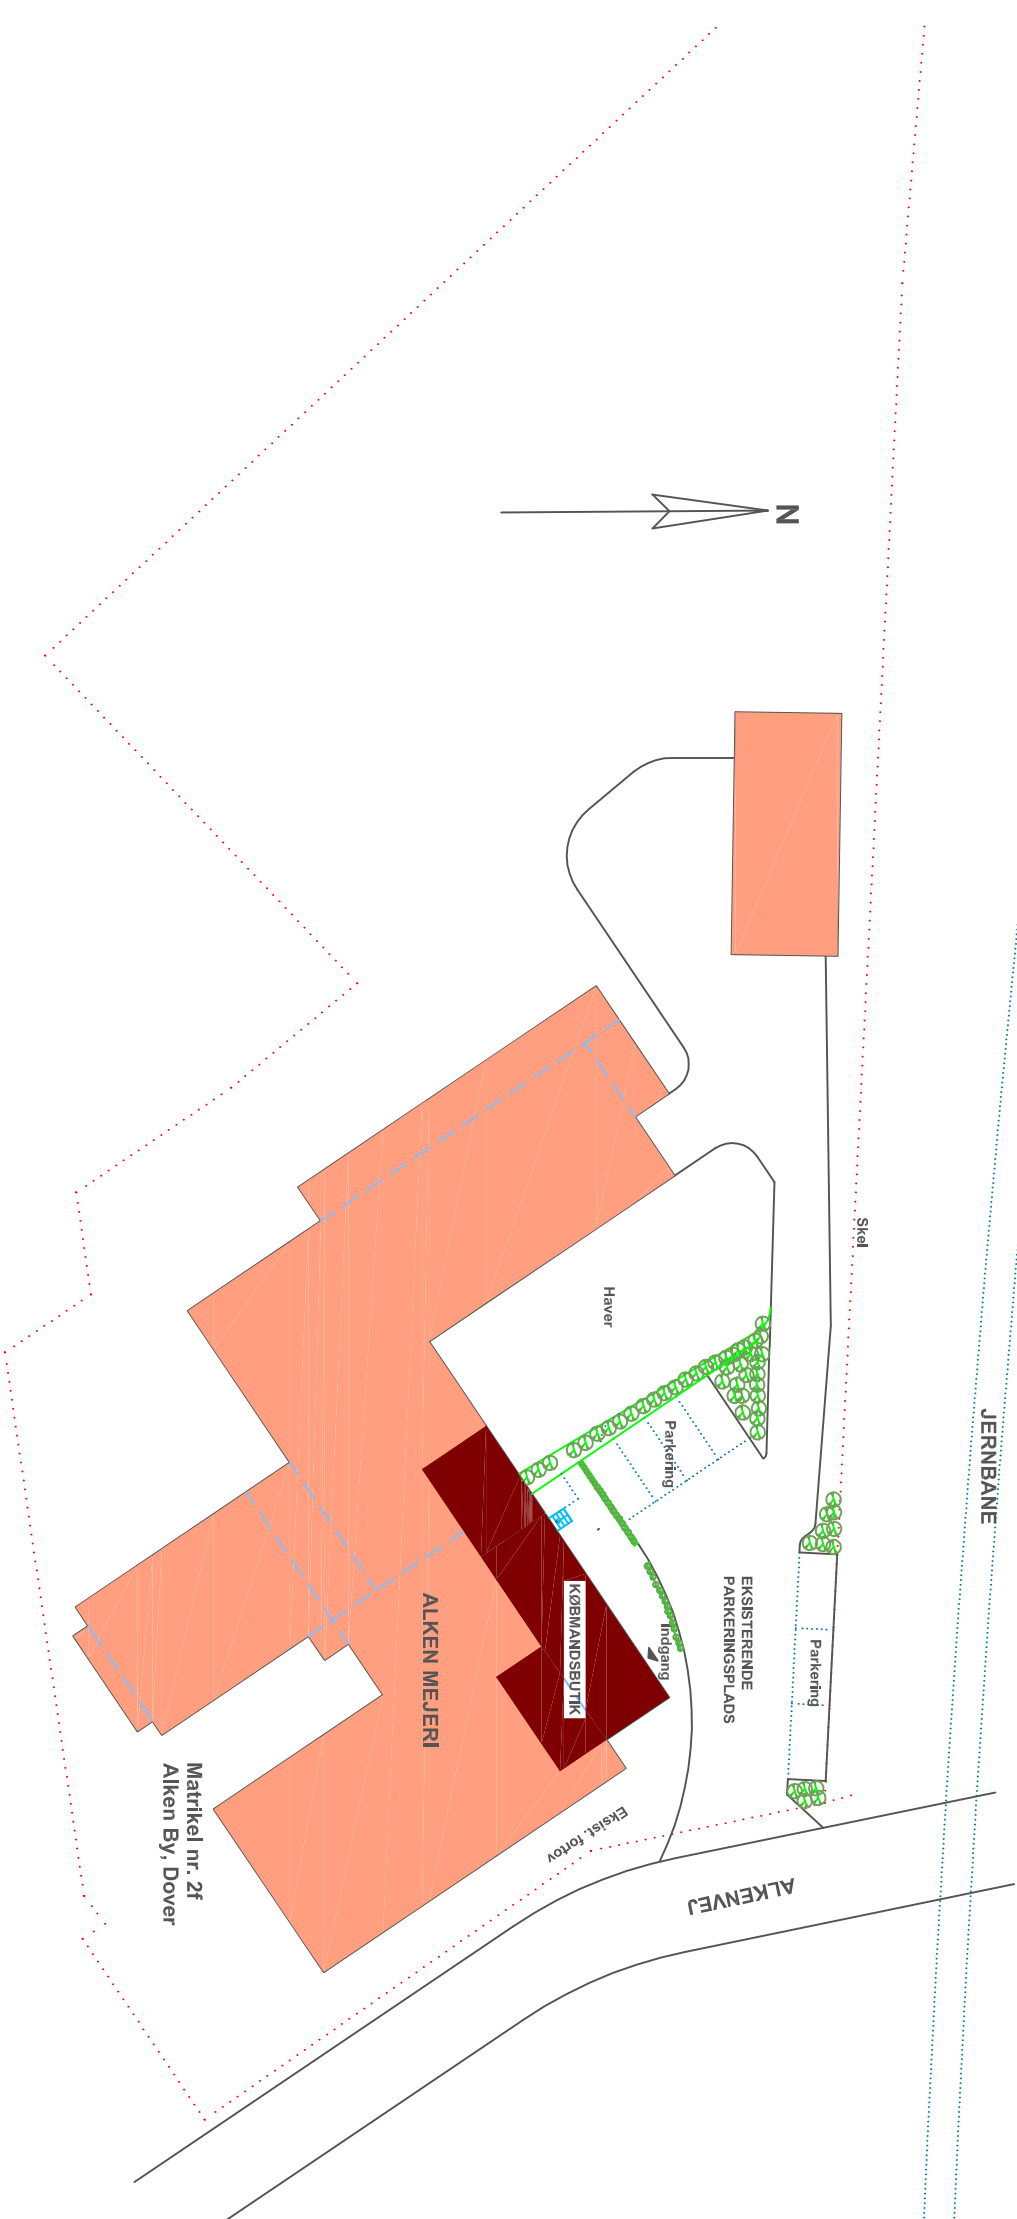 N
Skel
JERNBANE
Haver
Parkering
EKSISTERENDE
PARKERINGSPLADS
Parkering
Indgang
KØBMANDSBUTIK
ALKEN MEJERI
Eksist. fortov
ALKENVEJ
Matrikel nr. 2f
Alken By, Dover